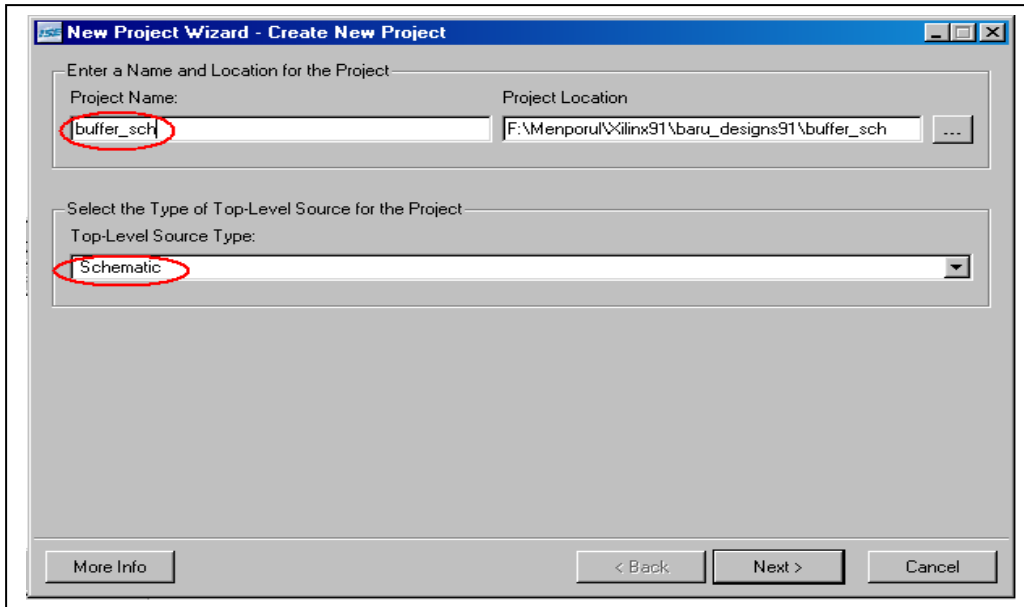 ISE New Project Wizard - Create New Project
Enter a Name and Location for the Project
Project Name:
Project Location
buffer_sch
F:\Menporul\Xilinx91\baru_designs91\buffer_sch
...
Select the Type of Top-Level Source for the Project
Top-Level Source Type:
Schematic
More Info
< Back
Next >
Cancel